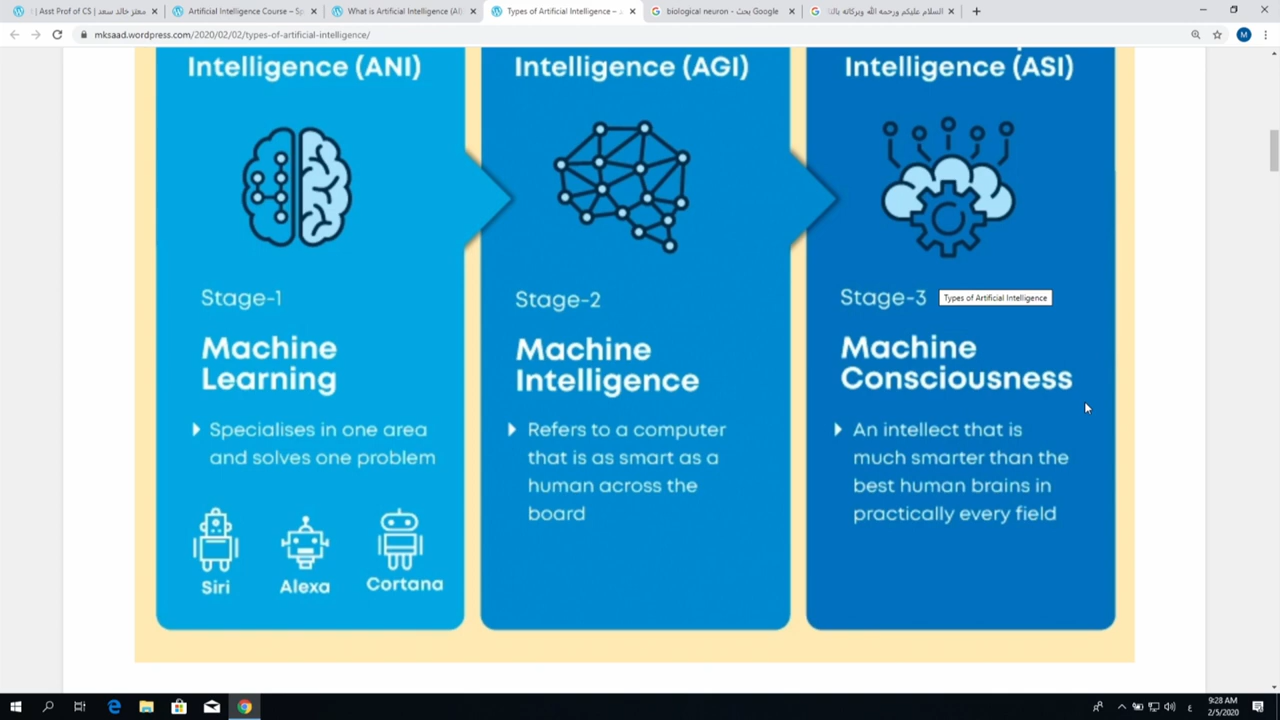 | Asst Prof of CS | معتز خالد سعد
Artificial Intelligence Course – Sp
What is Artificial Intelligence (AI
Types of Artificial Intelligence –
biological neuron - بحث Google
السلام عليكم ورحمة الله وبركاته
mksaad.wordpress.com/2020/02/02/types-of-artificial-intelligence/
M
Intelligence (ANI)
Stage-1
Machine
Learning
Specialises in one area
and solves one problem
Siri
Alexa
Cortana
Intelligence (AGI)
Stage-2
Machine
Intelligence
Refers to a computer
that is as smart as a
human across the
board
Intelligence (ASI)
Stage-3
Types of Artificial Intelligence
Machine
Consciousness
An intellect that is
much smarter than the
best human brains in
practically every field
ع
9:28 AM
2/5/2020